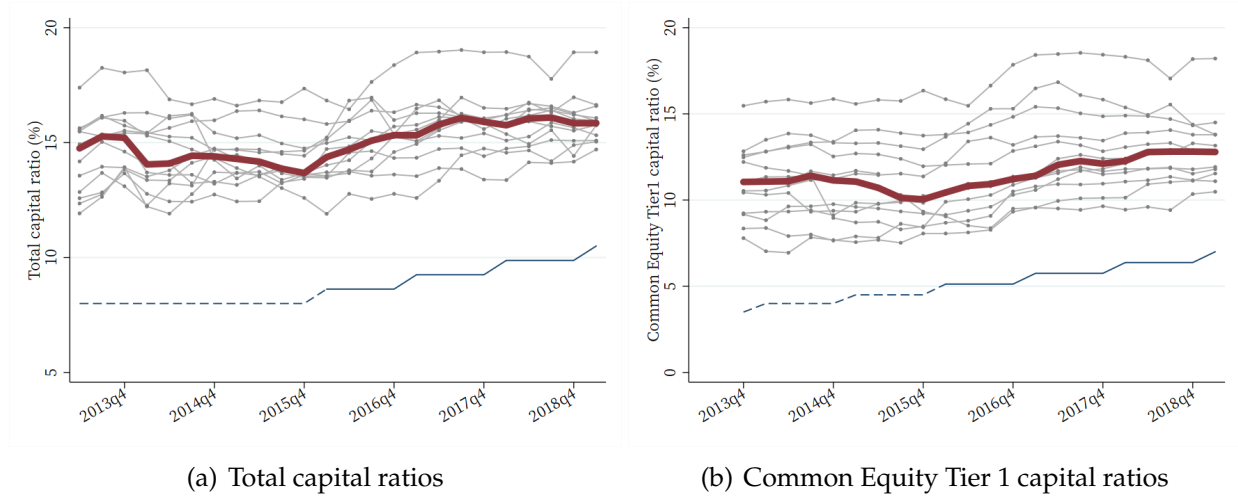 Total capital ratio (%)
20
15
10
5
2013q4
2014q4
2015q4
2016q4
2017q4
2018q4
(a) Total capital ratios
Common Equity Tier1 capital ratio (%)
20
15
10
5
0
2013q4
2014q4
2015q4
2016q4
2017q4
2018q4
(b) Common Equity Tier 1 capital ratios